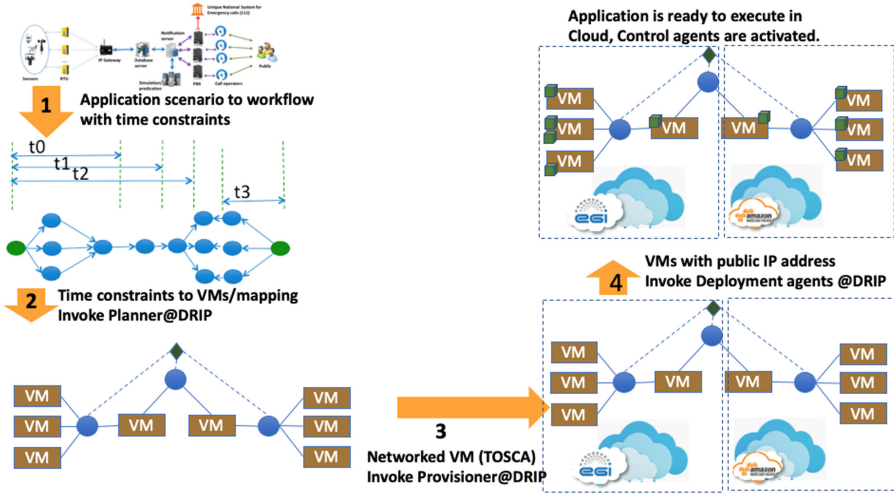 Unique National System for
Emergency calls (112)
Notification
server
IP Gateway
Database
server
Sensors
RTU
PBX
Call operators
Public
Simulation/
predication
1
Application scenario to workflow
with time constraints
t0
t1
t2
t3
2
Time constraints to VMs/mapping
Invoke Planner@DRIP
VM
VM
VM
VM
VM
VM
VM
VM
3
Networked VM (TOSCA)
Invoke Provisioner@DRIP
Application is ready to execute in
Cloud, Control agents are activated.
VM
VM
VM
VM
VM
VM
VM
VM
eGI
amazon
webservices
4
VMs with public IP address
Invoke Deployment agents @DRIP
VM
VM
VM
VM
VM
VM
VM
VM
eGI
amazon
webservices